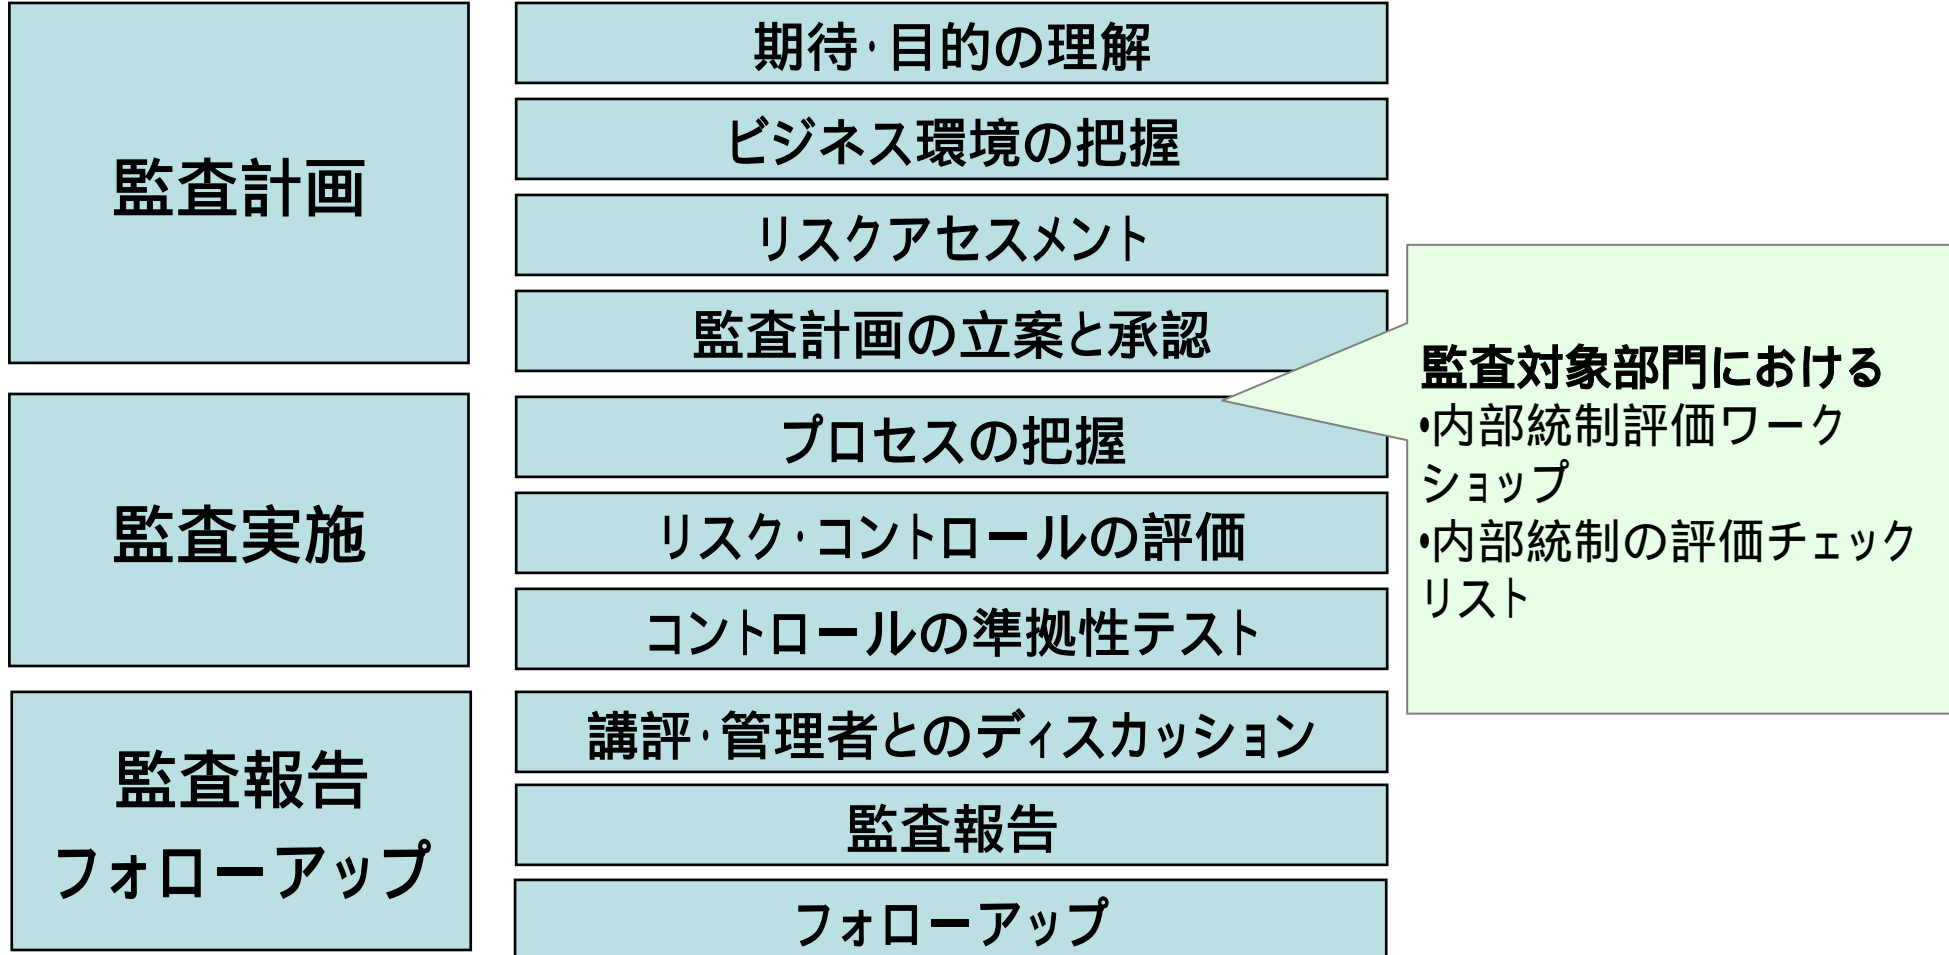 監査計画
期待・目的の理解
ビジネス環境の把握
リスクアセスメント
監査計画の立案と承認
監査実施
プロセスの把握
リスク・コントロールの評価
コントロールの準拠性テスト
監査報告
フォローアップ
講評・管理者とのディスカッション
監査報告
フォローアップ
監査対象部門における
•内部統制評価ワーク
ショップ
•内部統制の評価チェック
リスト